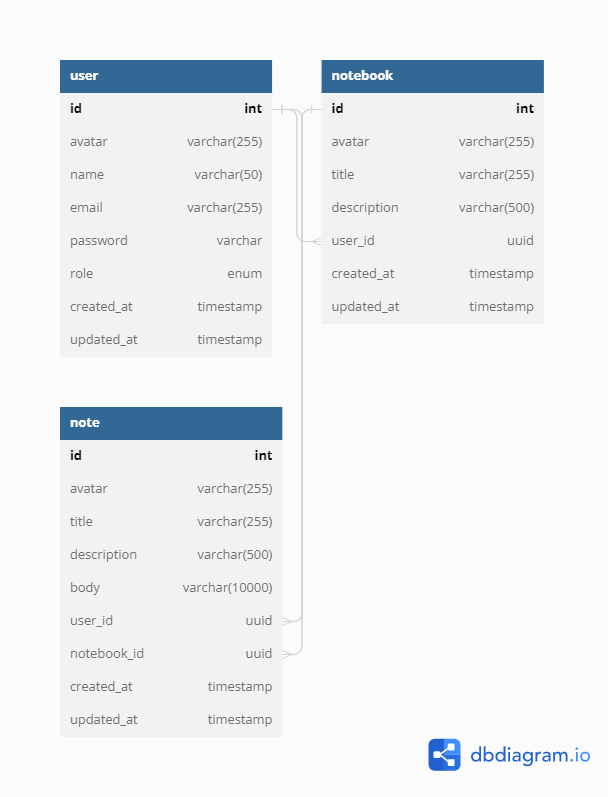 user
id int
avatar varchar(255)
name varchar(50)
email varchar(255)
password varchar
role enum
created_at timestamp
updated_at timestamp
notebook
id int
avatar varchar(255)
title varchar(255)
description varchar(500)
user_id uuid
created_at timestamp
updated_at timestamp
note
id int
avatar varchar(255)
title varchar(255)
description varchar(500)
body varchar(10000)
user_id uuid
notebook_id uuid
created_at timestamp
updated_at timestamp
dbdiagram.io